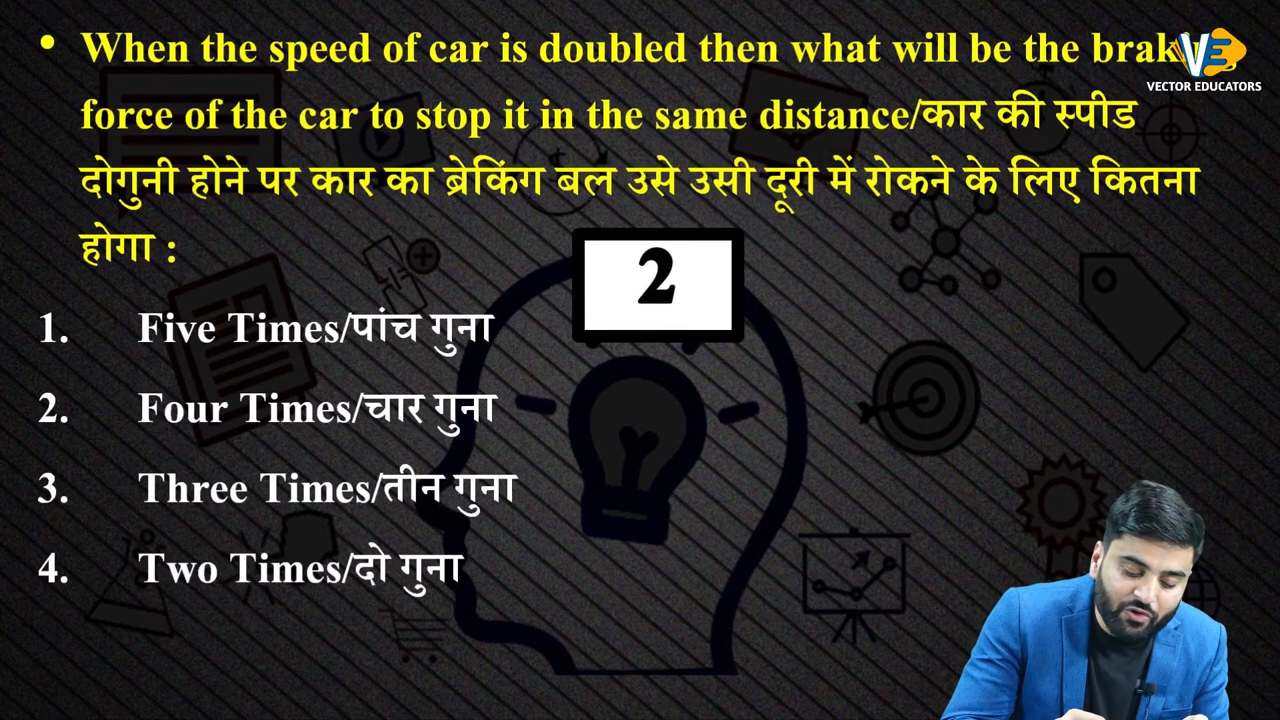 • When the speed of car is doubled then what will be the
VECTOR EDUCATORS
force of the car to stop it in the same distance/कार की स्पीड
दोगुनी होने पर कार का ब्रेकिंग बल उसे उसी दूरी में रोकने के लिए कितना
होगा :
2
1. Five Times/पांच गुना
2. Four Times/चार गुना
3. Three Times/तीन गुना
4. Two Times/दो गुना